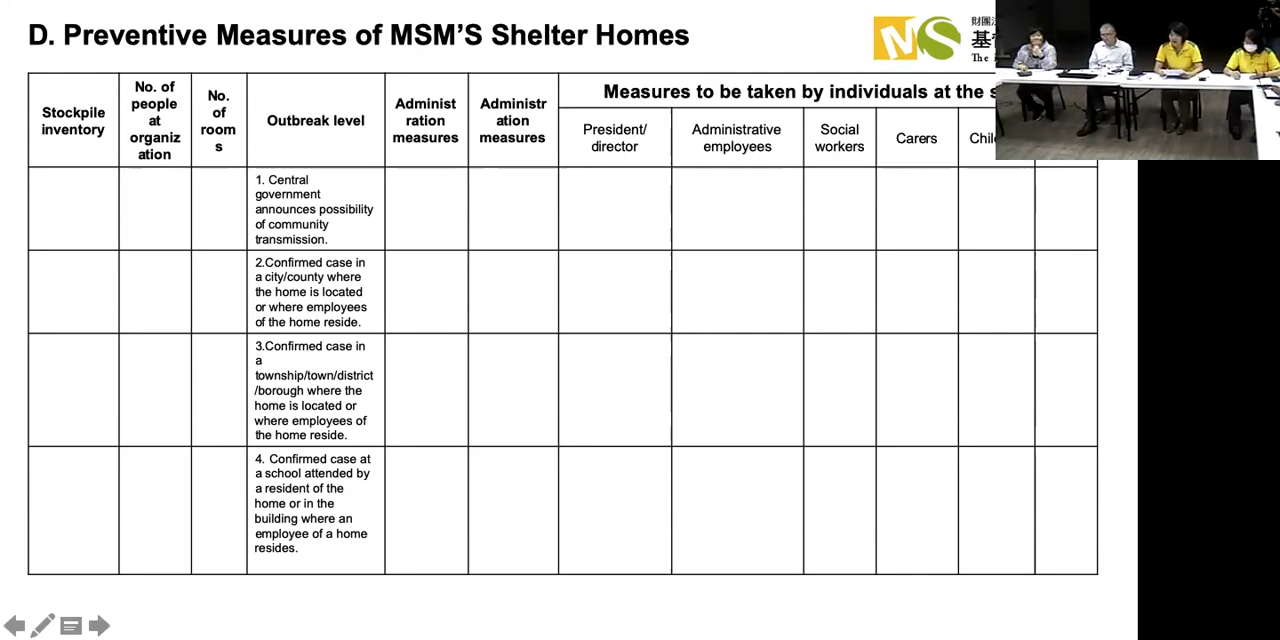 D. Preventive Measures of MSM'S Shelter Homes
MS
財團法
基
The
Stockpile
inventory
No. of
people
at
organiz
ation
No.
of
room
s
Outbreak level
Administ
ration
measures
Administr
ation
measures
Measures to be taken by individuals at the
President/
director
Administrative
employees
Social
workers
Carers
1. Central
government
announces possibility
of community
transmission.
2.Confirmed case in
a city/county where
the home is located
or where employees
of the home reside.
3.Confirmed case in
a
township/town/district
/borough where the
home is located or
where employees of
the home reside.
4. Confirmed case at
a school attended by
a resident of the
home or in the
building where an
employee of a home
resides.